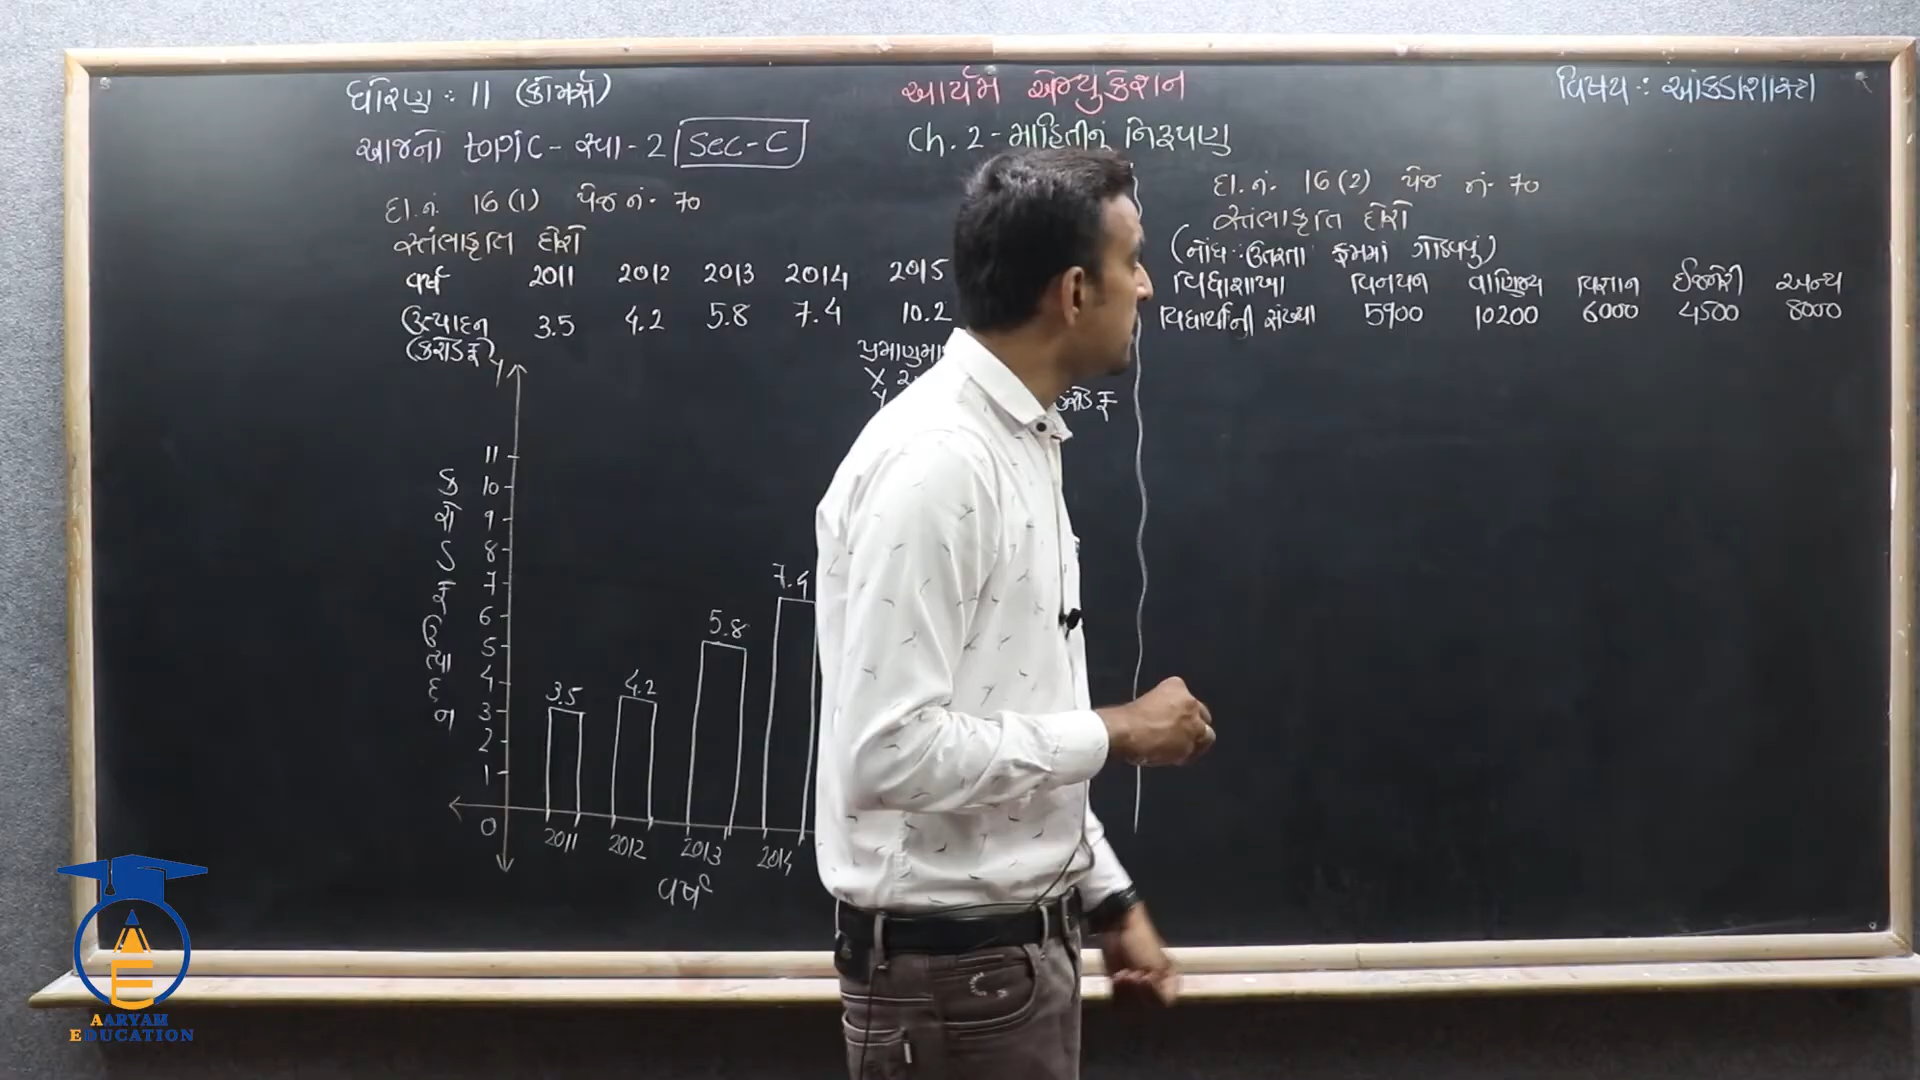 ધોરણ : 11 (કોમર્સ)
આર્યમ એજ્યુકેશન
વિષય : આંકડાશાસ્ત્ર
આજનો topic - સ્વા - 2 Sec-C
Ch. 2 - માહિતીનું નિરૂપણ
દા.નં. 16 (1) પેજ નં. 70
સ્તંભાકૃતિ દોરો
વર્ષ 2011 2012 2013 2014 2015
ઉત્પાદન 3.5 4.2 5.8 7.4 10.2
(કરોડ ₹)
પ્રમાણમા
X અ
Y કરોડ ₹
Y
11
10
9
8
7
6
5
4
3
2
1
0
કરોડ ₹ ઉત્પાદન
3.5 4.2 5.8 7.4
2011 2012 2013 2014
વર્ષ
દા.નં. 16 (2) પેજ નં. 70
સ્તંભાકૃતિ દોરો
(નોંધ : ઉતરતા ક્રમમાં ગોઠવવું)
વિદ્યાશાખા વિનયન વાણિજ્ય વિજ્ઞાન ઈજનેરી અન્ય
વિદ્યાર્થીની સંખ્યા 5900 10200 6000 4500 8000
AARYAM
EDUCATION